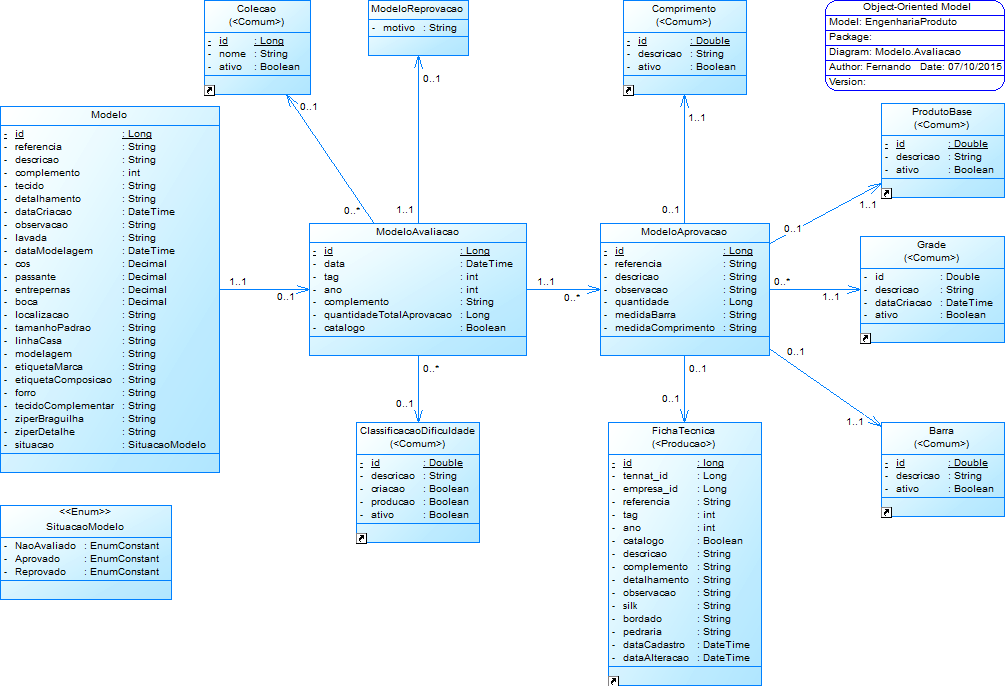 Colecao
(<Comum>)
- id : Long
- nome : String
- ativo : Boolean
ModeloReprovacao
- motivo : String
Comprimento
(<Comum>)
- id : Double
- descricao : String
- ativo : Boolean
Object-Oriented Model
Model: EngenhariaProduto
Package:
Diagram: Modelo.Avaliacao
Author: Fernando Date: 07/10/2015
Version:
0..1
0..1
1..1
Modelo
- id : Long
- referencia : String
- descricao : String
- complemento : int
- tecido : String
- detalhamento : String
- dataCriacao : DateTime
- observacao : String
- lavada : String
- dataModelagem : DateTime
- cos : Decimal
- passante : Decimal
- entrepernas : Decimal
- boca : Decimal
- localizacao : String
- tamanhoPadrao : String
- linhaCasa : String
- modelagem : String
- etiquetaMarca : String
- etiquetaComposicao : String
- forro : String
- tecidoComplementar : String
- ziperBraguilha : String
- ziperDetalhe : String
- situacao : SituacaoModelo
ProdutoBase
(<Comum>)
- id : Double
- descricao : String
- ativo : Boolean
0..* 1..1
0..1
1..1
0..1
ModeloAvaliacao
- id : Long
- data : DateTime
- tag : int
- ano : int
- complemento : String
- quantidadeTotalAprovacao : Long
- catalogo : Boolean
ModeloAprovacao
- id : Long
- referencia : String
- descricao : String
- observacao : String
- quantidade : Long
- medidaBarra : String
- medidaComprimento : String
Grade
(<Comum>)
- id : Double
- descricao : String
- dataCriacao : DateTime
- ativo : Boolean
1..1
0..1
1..1
0..*
0..*
1..1
0..*
0..1
0..1
0..1
0..1
1..1
ClassificacaoDificuldade
(<Comum>)
- id : Double
- descricao : String
- criacao : Boolean
- producao : Boolean
- ativo : Boolean
FichaTecnica
(<Producao>)
- id : long
- tennat_id : Long
- empresa_id : Long
- referencia : String
- tag : int
- ano : int
- catalogo : Boolean
- descricao : String
- complemento : String
- detalhamento : String
- observacao : String
- silk : String
- bordado : String
- pedraria : String
- dataCadastro : DateTime
- dataAlteracao : DateTime
Barra
(<Comum>)
- id : Double
- descricao : String
- ativo : Boolean
<<Enum>>
SituacaoModelo
- NaoAvaliado : EnumConstant
- Aprovado : EnumConstant
- Reprovado : EnumConstant